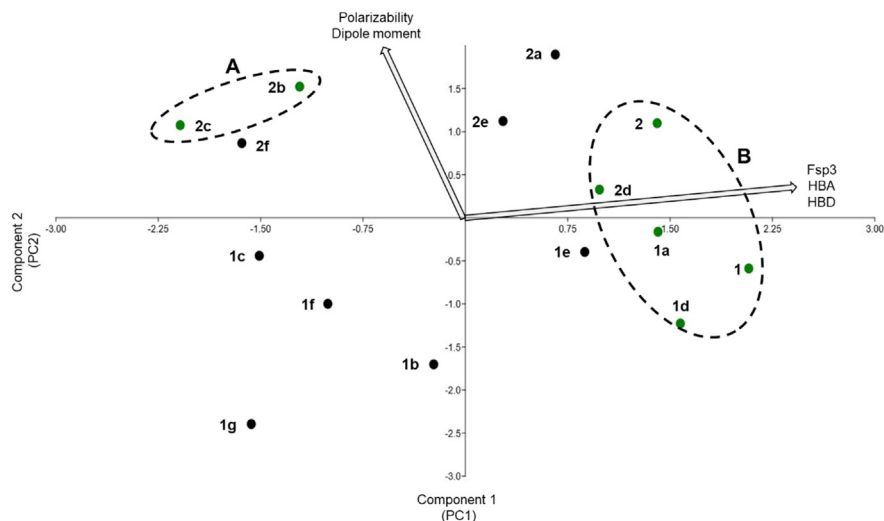 Polarizability
Dipole moment
2a
A
1.5
2b
2c
2e
2
1.0
2f
B
Fsp3
HBA
HBD
0.5
2d
-3.00
-2.25
-1.50
-0.75
0.75
1.50
2.25
3.00
Component 2
(PC2)
1c
1e
1a
1
-0.5
1f
1d
-1.0
1b
-1.5
-2.0
1g
-2.5
-3.0
Component 1
(PC1)